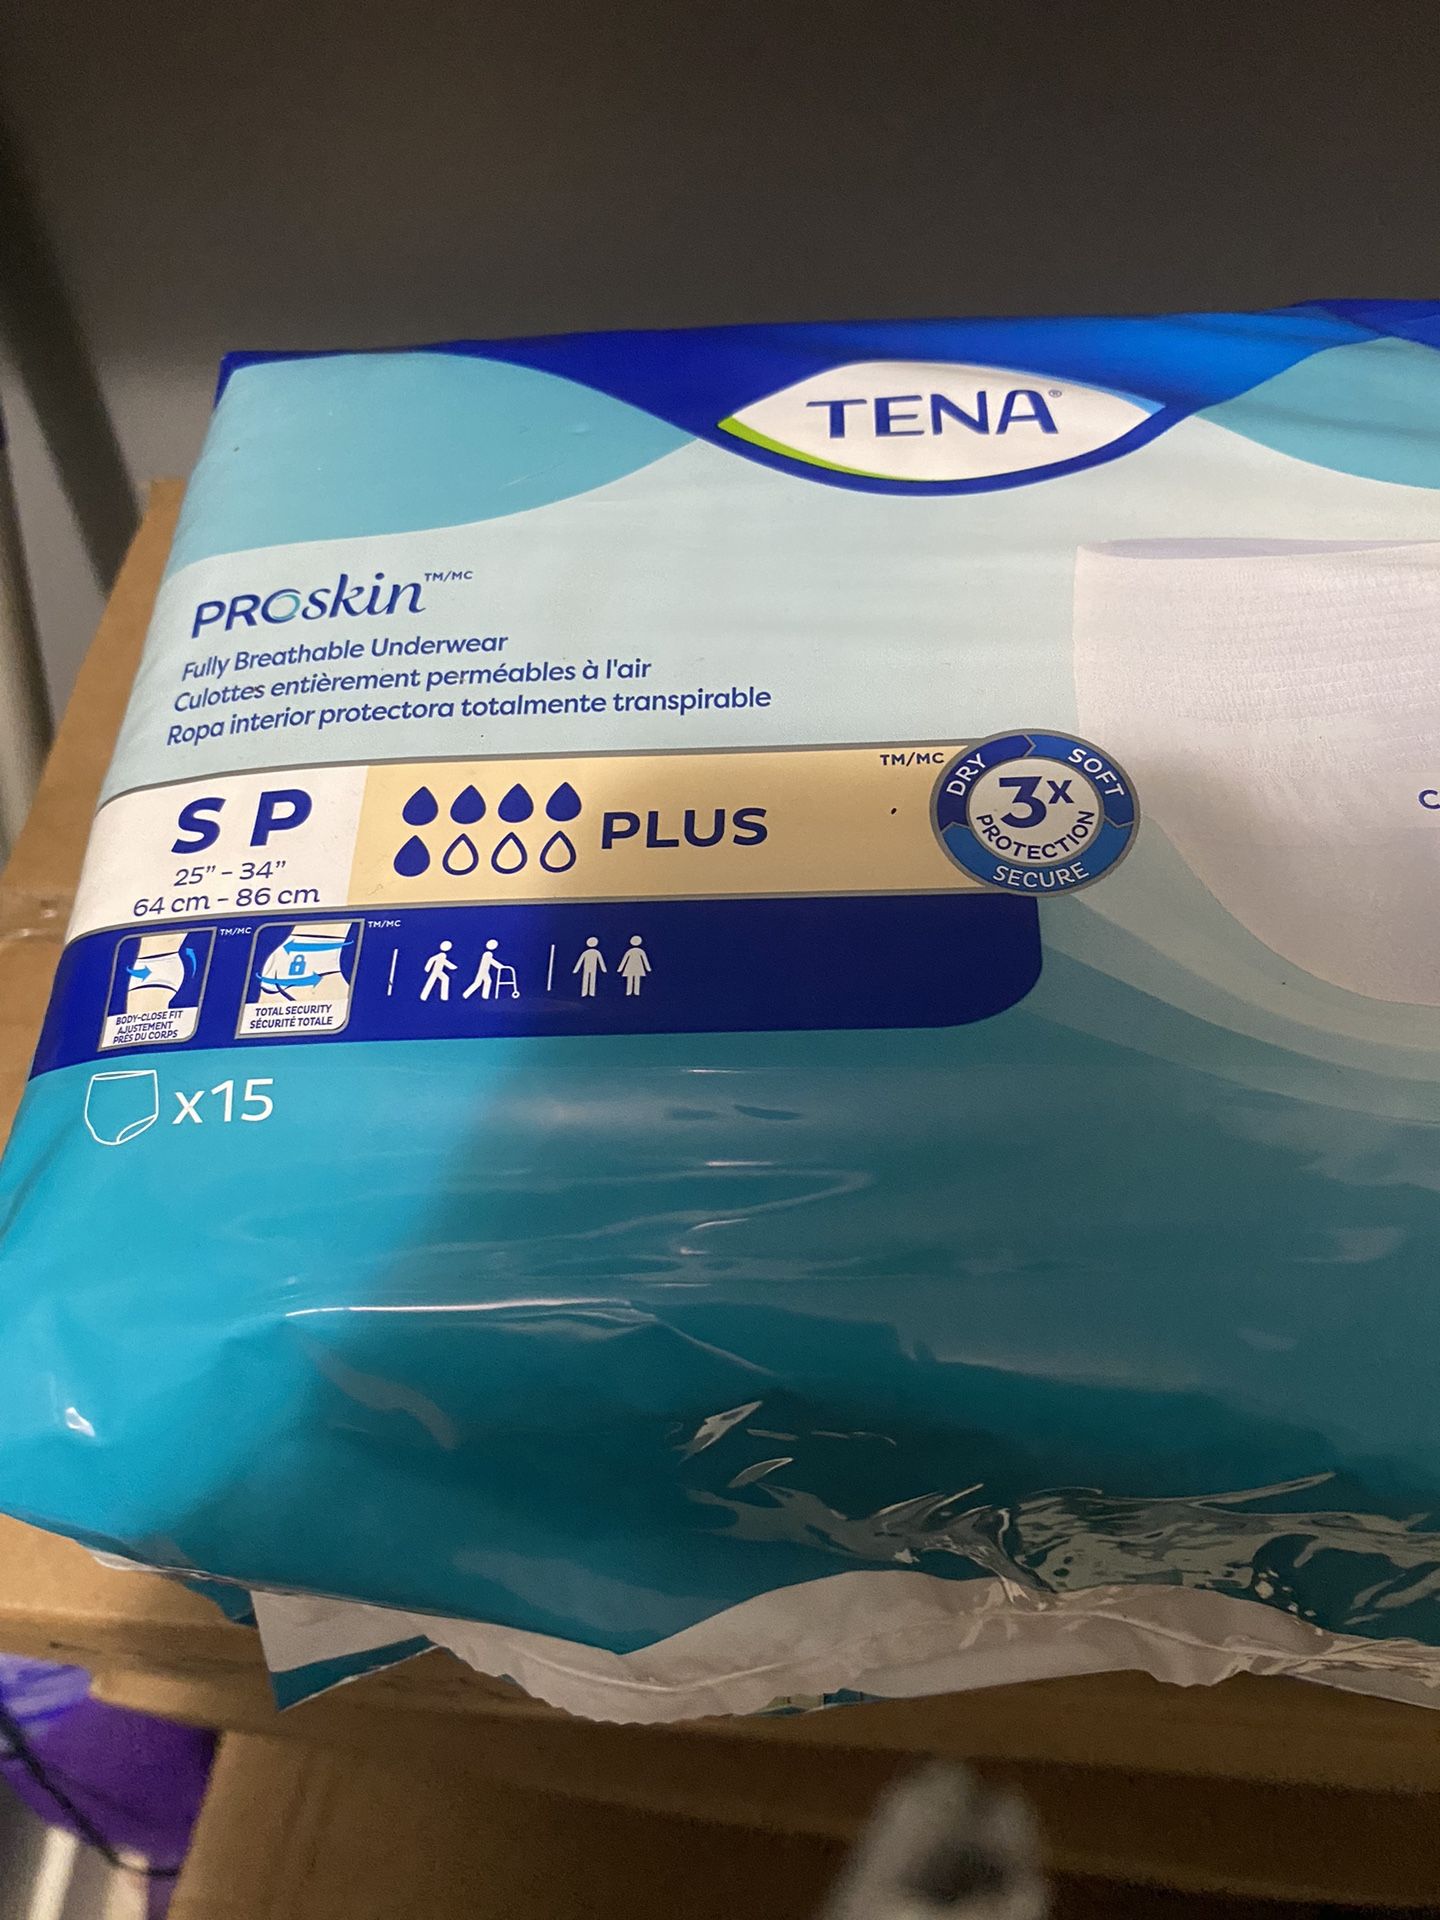 TENA®
PROskin TM/MC
Fully Breathable Underwear
Culottes entièrement perméables à l'air
Ropa interior protectora totalmente transpirable
S P
25” - 34”
64 cm - 86 cm
PLUS
TM/MC
DRY
SOFT
3X
PROTECTION
SECURE
TM/MC
BODY-CLOSE FIT
AJUSTEMENT
PRÈS DU CORPS
TM/MC
TOTAL SECURITY
SÉCURITÉ TOTALE
x15